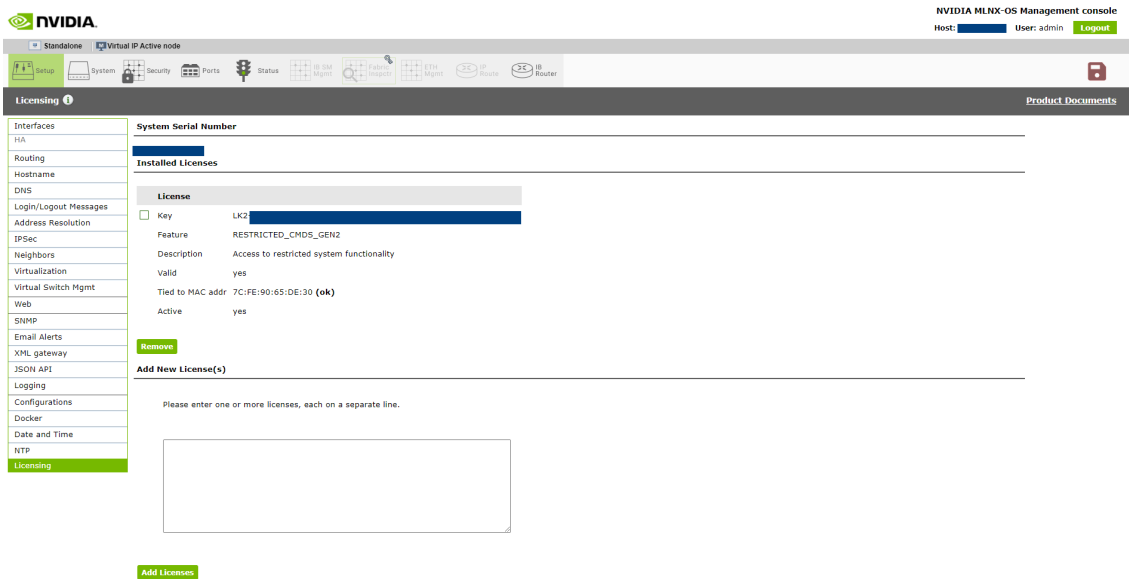 NVIDIA MLNX-OS Management console
NVIDIA.
Host: User: admin Logout
Standalone Virtual IP Active node
Setup System Security Ports Status IB SM Mgmt Fabric Inspctr ETH Mgmt IP Route IB Router
Licensing Product Documents
Interfaces
HA
Routing
Hostname
DNS
Login/Logout Messages
Address Resolution
IPSec
Neighbors
Virtualization
Virtual Switch Mgmt
Web
SNMP
Email Alerts
XML gateway
JSON API
Logging
Configurations
Docker
Date and Time
NTP
Licensing
System Serial Number
Installed Licenses
License
Key LK2-
Feature RESTRICTED_CMDS_GEN2
Description Access to restricted system functionality
Valid yes
Tied to MAC addr 7C:FE:90:65:DE:30 (ok)
Active yes
Remove
Add New License(s)
Please enter one or more licenses, each on a separate line.
Add Licenses